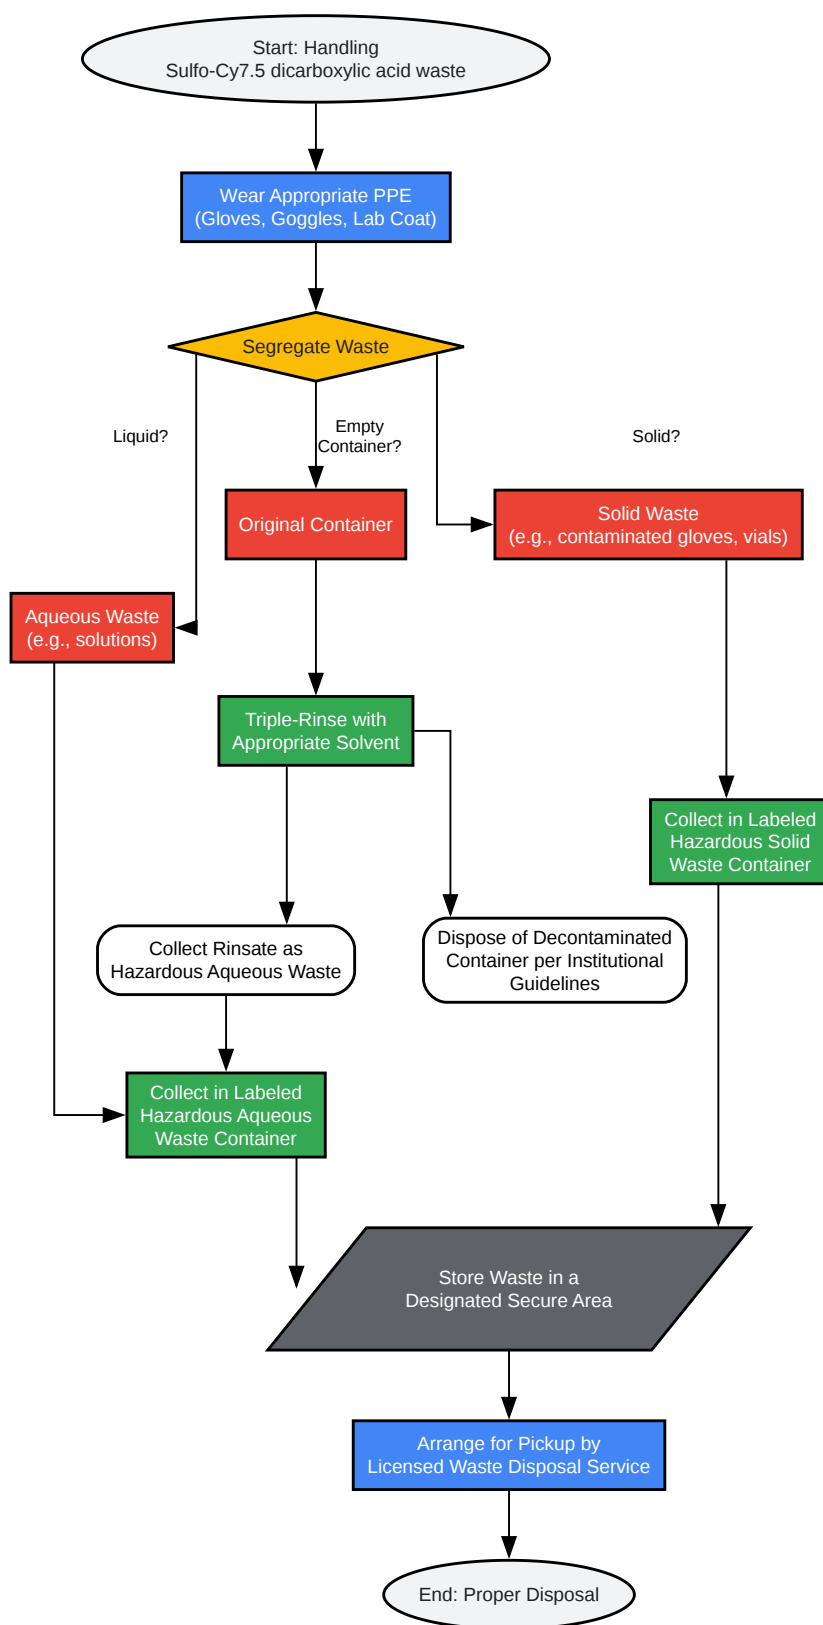 Start: Handling
Sulfo-Cy7.5 dicarboxylic acid waste
Wear Appropriate PPE
(Gloves, Goggles, Lab Coat)
Segregate Waste
Liquid?
Empty
Container?
Solid?
Original Container
Solid Waste
(e.g., contaminated gloves, vials)
Aqueous Waste
(e.g., solutions)
Triple-Rinse with
Appropriate Solvent
Collect in Labeled
Hazardous Solid
Waste Container
Collect Rinsate as
Hazardous Aqueous Waste
Dispose of Decontaminated
Container per Institutional
Guidelines
Collect in Labeled
Hazardous Aqueous
Waste Container
Store Waste in a
Designated Secure Area
Arrange for Pickup by
Licensed Waste Disposal Service
End: Proper Disposal